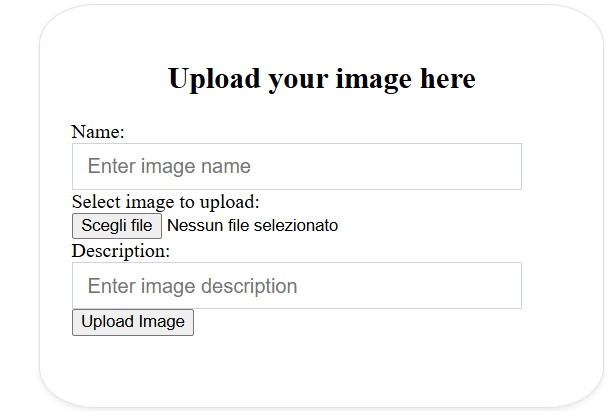 Upload your image here
Name:
Enter image name
Select image to upload:
Scegli file Nessun file selezionato
Description:
Enter image description
Upload Image